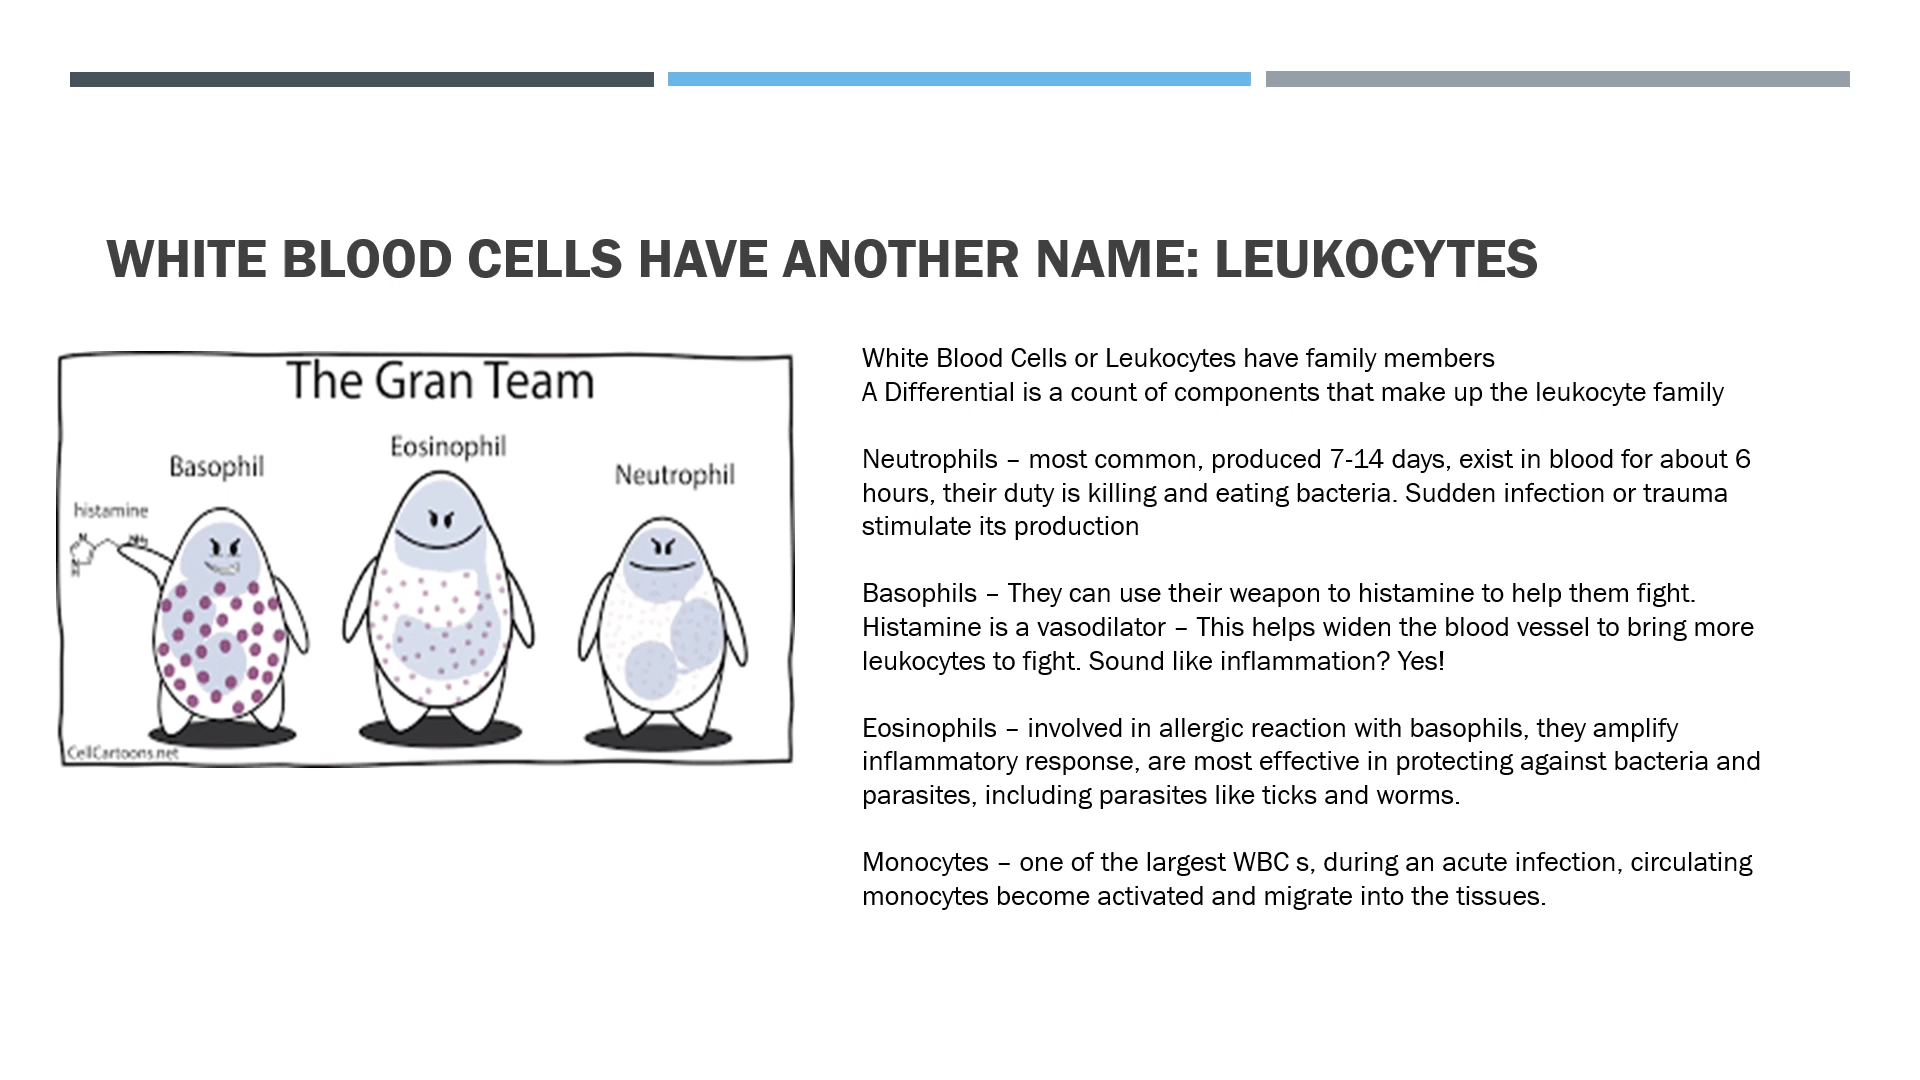 WHITE BLOOD CELLS HAVE ANOTHER NAME: LEUKOCYTES
The Gran Team
Basophil
Eosinophil
Neutrophil
histamine
N
NH₂
N
H
CellCartoons.net
White Blood Cells or Leukocytes have family members
A Differential is a count of components that make up the leukocyte family
Neutrophils – most common, produced 7-14 days, exist in blood for about 6
hours, their duty is killing and eating bacteria. Sudden infection or trauma
stimulate its production
Basophils – They can use their weapon to histamine to help them fight.
Histamine is a vasodilator – This helps widen the blood vessel to bring more
leukocytes to fight. Sound like inflammation? Yes!
Eosinophils – involved in allergic reaction with basophils, they amplify
inflammatory response, are most effective in protecting against bacteria and
parasites, including parasites like ticks and worms.
Monocytes – one of the largest WBC s, during an acute infection, circulating
monocytes become activated and migrate into the tissues.